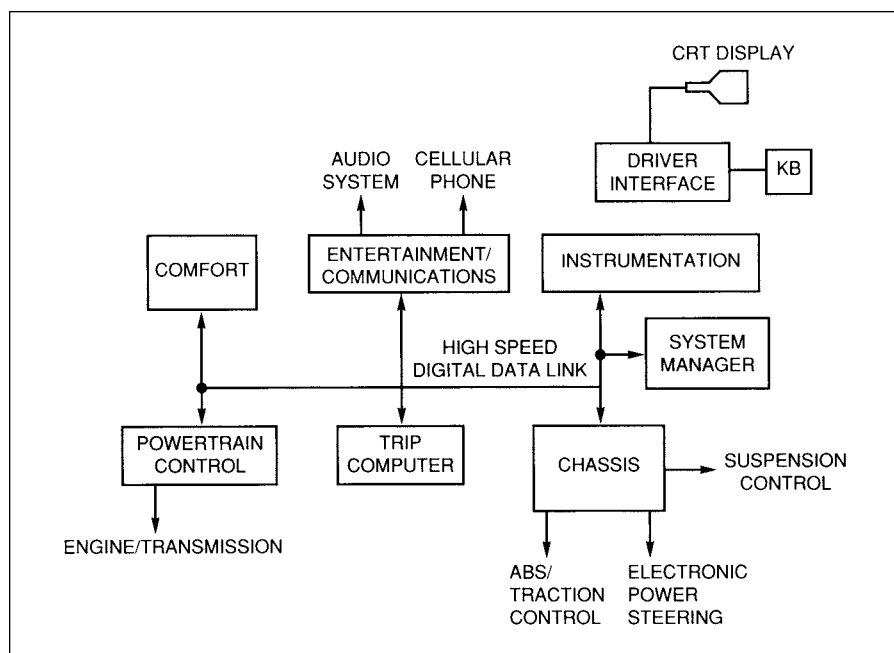 CRT DISPLAY
DRIVER
INTERFACE
KB
AUDIO
SYSTEM
CELLULAR
PHONE
COMFORT
ENTERTAINMENT/
COMMUNICATIONS
INSTRUMENTATION
HIGH SPEED
DIGITAL DATA LINK
SYSTEM
MANAGER
POWERTRAIN
CONTROL
TRIP
COMPUTER
CHASSIS
SUSPENSION
CONTROL
ENGINE/TRANSMISSION
ABS/
TRACTION
CONTROL
ELECTRONIC
POWER
STEERING